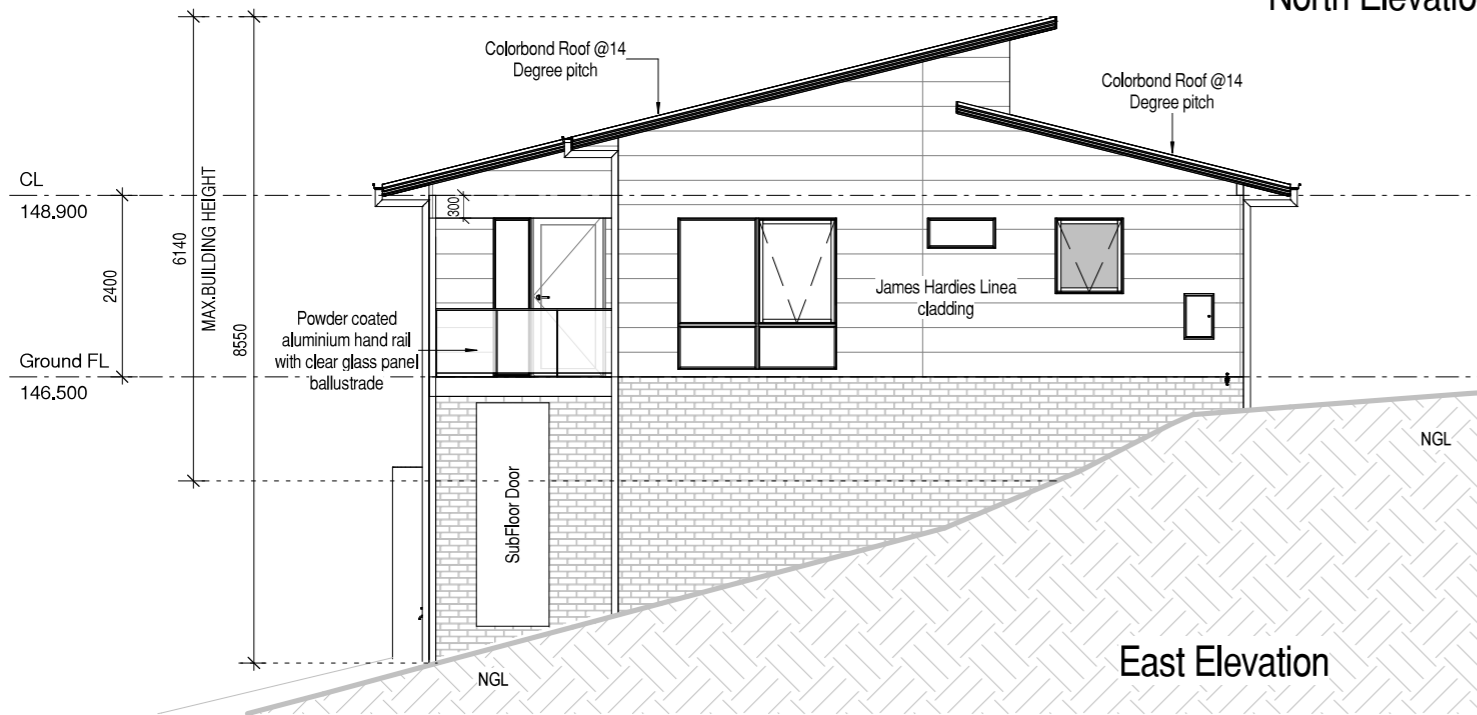 North Elevatio
Colorbond Roof @14
Degree pitch
Colorbond Roof @14
Degree pitch
CL
148.900
300
MAX.BUILDING HEIGHT
6140
2400
8550
James Hardies Linea
cladding
Powder coated
aluminium hand rail
with clear glass panel
ballustrade
Ground FL
146.500
SubFloor Door
NGL
NGL
East Elevation